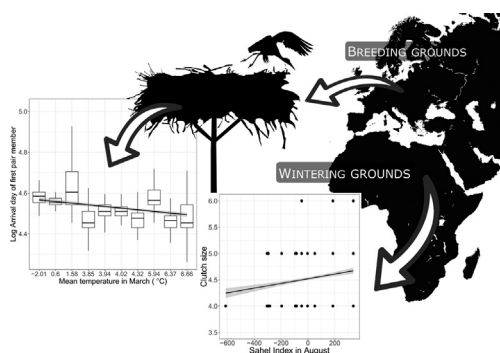 BREEDING GROUNDS
WINTERING GROUNDS
Log Arrival day of first pair member
5.0
4.8
4.6
4.4
-2.01 0.6 1.58 3.85 3.94 4.02 4.32 5.94 6.37 6.66
Mean temperature in March ( °C)
Clutch size
6.0
5.5
5.0
4.5
4.0
3.5
-600 -400 -200 0 200
Sahel Index in August